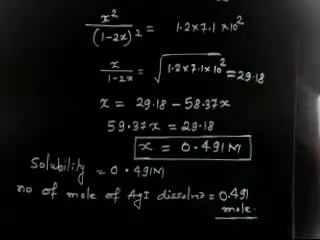 x² / (1-2x)² = 1.2×7.1×10²
x / 1-2x = √1.2×7.1×10² = 29.18
x = 29.18 - 58.37x
59.37x = 29.18
x = 0.491M
Solubility = 0.491M
no of mole of AgI dissolve = 0.491
mole.